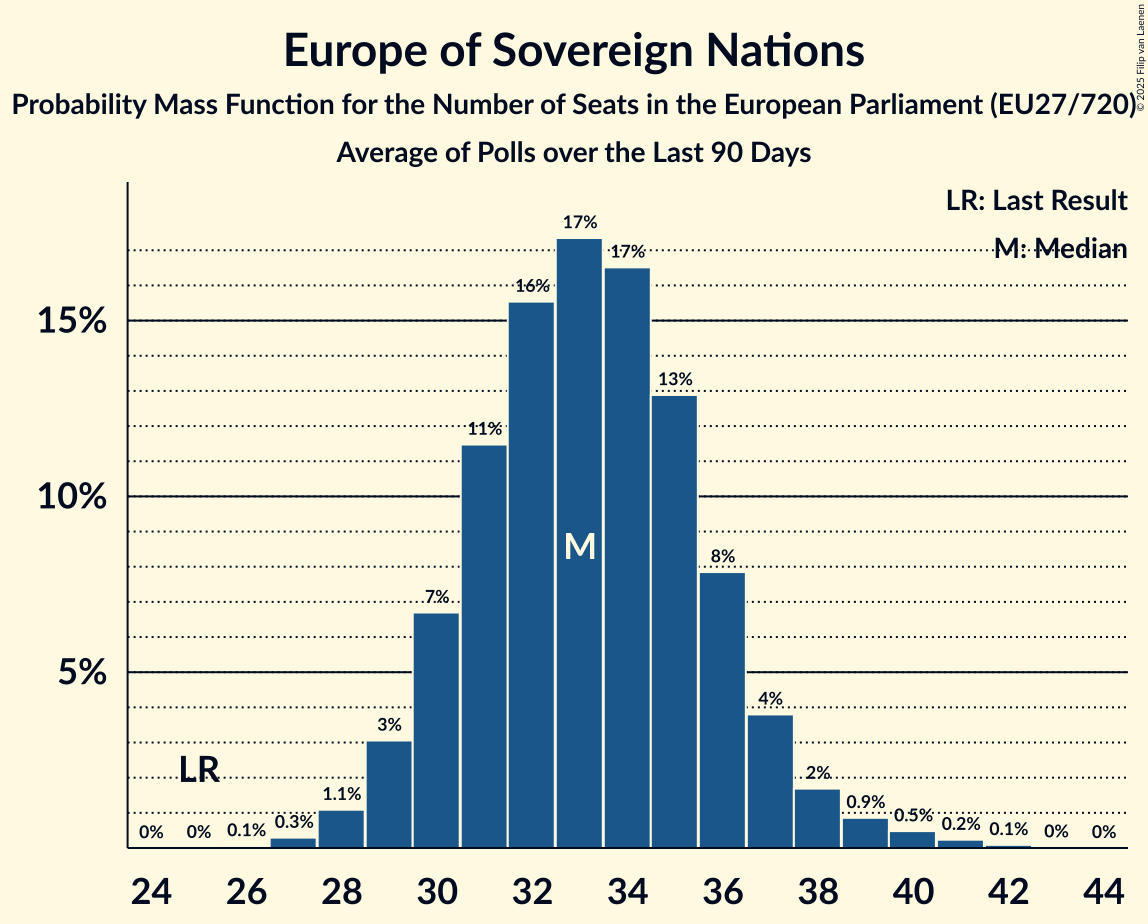 Europe of Sovereign Nations
Probability Mass Function for the Number of Seats in the European Parliament (EU27/720)
Average of Polls over the Last 90 Days
© 2025 Filip van Laenen
LR: Last Result
M: Median
17%
17%
16%
15%
13%
11%
10%
M
8%
7%
5%
4%
3%
LR
2%
1.1%
0.9%
0.5%
0% 0% 0.1% 0.3% 0.2% 0.1% 0% 0%
24 26 28 30 32 34 36 38 40 42 44